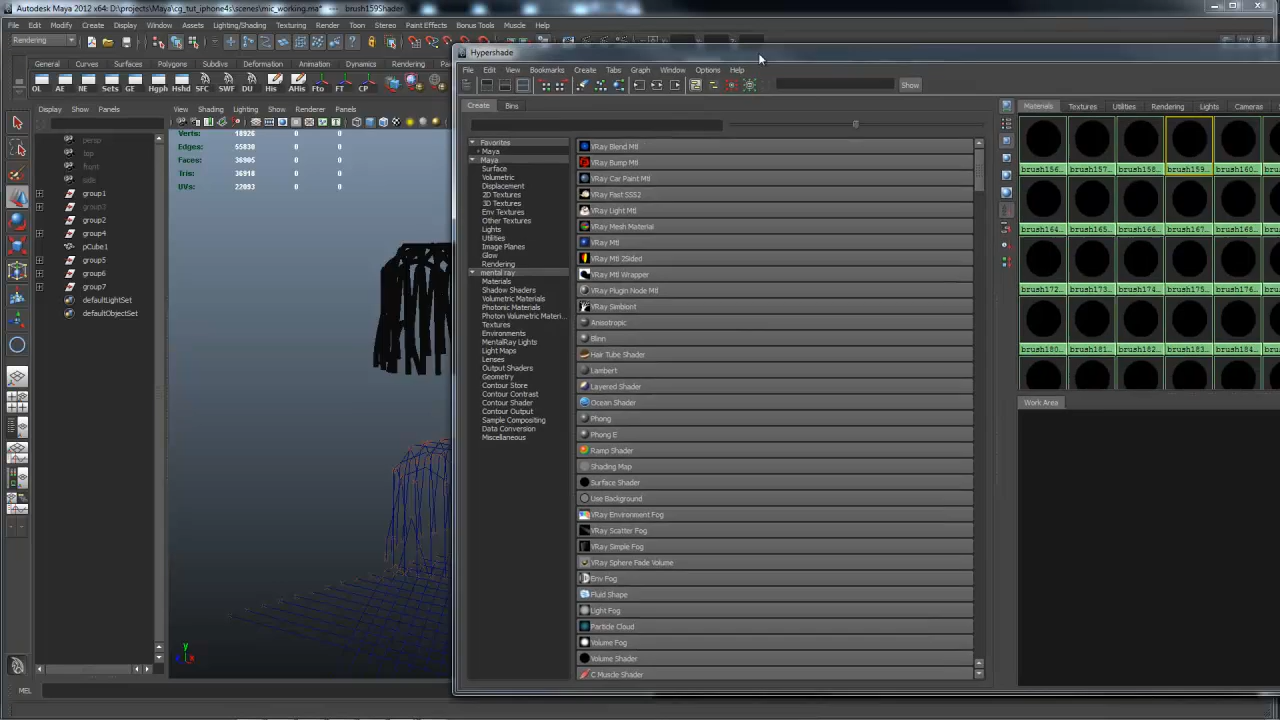 Autodesk Maya 2012 x64: D:\projects\Maya\cg_tut_iphone4s\scenes\mic_working.ma* --- brush159Shader
File Edit Modify Create Display Window Assets Lighting/Shading Texturing Render Toon Stereo Paint Effects Bonus Tools Muscle Help
Rendering
General Curves Surfaces Polygons Subdivs Deformation Animation Dynamics Rendering
OL AE GE Hgph Hshd UV SFW DU His Fto FT CP
Display Show Panels
View Shading Lighting Show Renderer Panels
Verts: 18926 0 0
Edges: 55830 0 0
Faces: 36905 0 0
Tris: 36918 0 0
UVs: 22093 0 0
persp
top
front
side
group1
group3
group2
group4
pCube1
group5
group6
group7
defaultLightSet
defaultObjectSet
y
MEL
Hypershade
File Edit View Bookmarks Create Tabs Graph Window Options Help
Show
Create Bins
Favorites
Maya
Maya
Surface
Volumetric
Displacement
2D Textures
3D Textures
Env Textures
Other Textures
Lights
Utilities
Image Planes
Glow
Rendering
mental ray
Materials
Shadow Shaders
Volumetric Materials
Photonic Materials
Photon Volumetric Materi...
Textures
Environments
MentalRay Lights
Light Maps
Lenses
Output Shaders
Geometry
Contour Store
Contour Contrast
Contour Shader
Contour Output
Sample Compositing
Data Conversion
Miscellaneous
VRay Blend Mtl
VRay Bump Mtl
VRay Car Paint Mtl
VRay Fast SSS2
VRay Light Mtl
VRay Mesh Material
VRay Mtl
VRay Mtl 2Sided
VRay Mtl Wrapper
VRay Plugin Node Mtl
VRay Simbiont
Anisotropic
Blinn
Hair Tube Shader
Lambert
Layered Shader
Ocean Shader
Phong
Phong E
Ramp Shader
Shading Map
Surface Shader
Use Background
VRay Environment Fog
VRay Scatter Fog
VRay Simple Fog
VRay Sphere Fade Volume
Env Fog
Fluid Shape
Light Fog
Particle Cloud
Volume Fog
Volume Shader
C Muscle Shader
Materials Textures Utilities Rendering Lights Cameras
brush156... brush157... brush158... brush159... brush160...
brush164... brush165... brush166... brush167... brush168...
brush172... brush173... brush174... brush175... brush176...
brush180... brush181... brush182... brush183... brush184...
Work Area